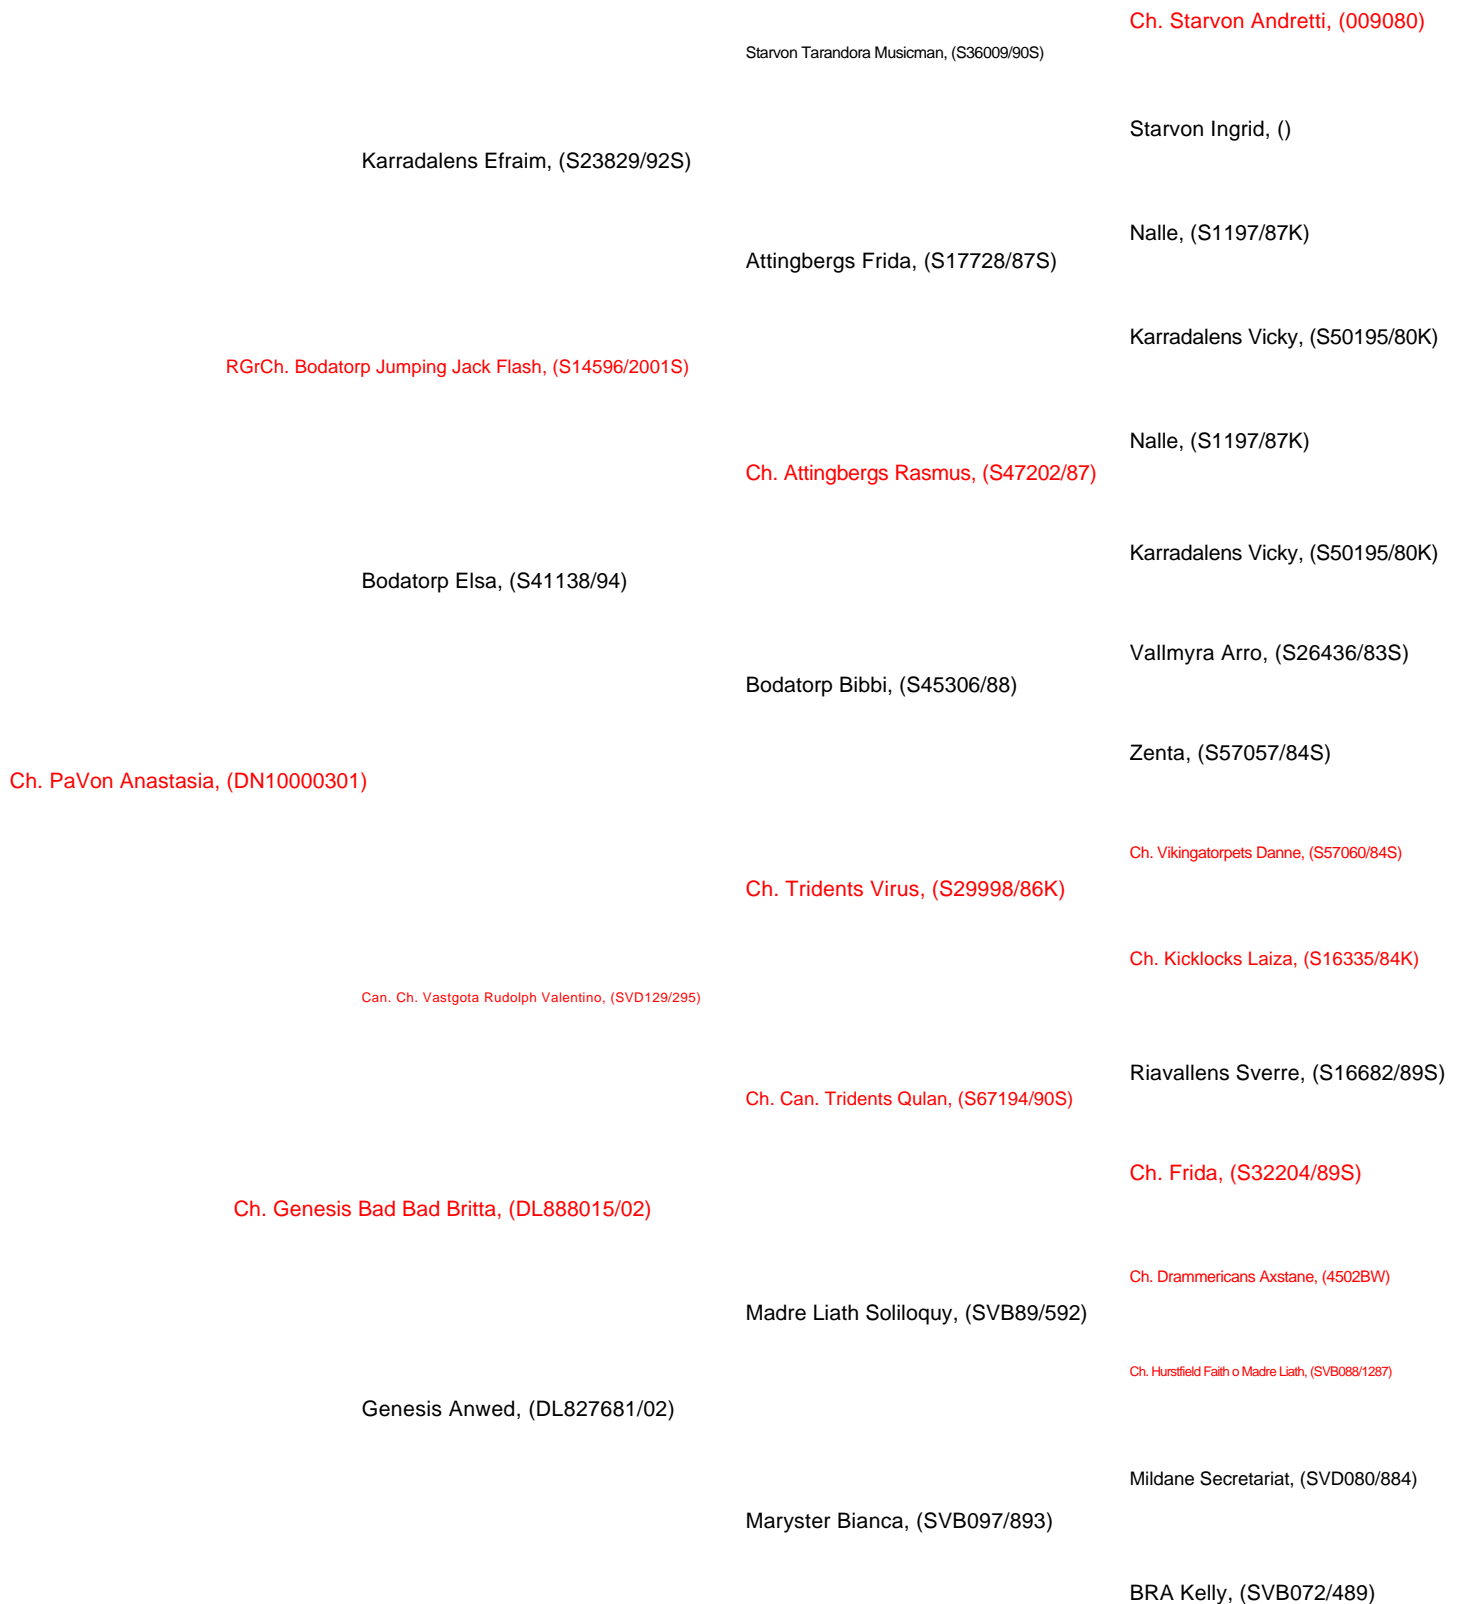 Ch. Starvon Andretti, (009080)
Starvon Tarandora Musicman, (S36009/90S)
Starvon Ingrid, ()
Karradalens Efraim, (S23829/92S)
Nalle, (S1197/87K)
Attingbergs Frida, (S17728/87S)
Karradalens Vicky, (S50195/80K)
RGrCh. Bodatorp Jumping Jack Flash, (S14596/2001S)
Nalle, (S1197/87K)
Ch. Attingbergs Rasmus, (S47202/87)
Karradalens Vicky, (S50195/80K)
Bodatorp Elsa, (S41138/94)
Vallmyra Arro, (S26436/83S)
Bodatorp Bibbi, (S45306/88)
Zenta, (S57057/84S)
Ch. PaVon Anastasia, (DN10000301)
Ch. Vikingatorpets Danne, (S57060/84S)
Ch. Tridents Virus, (S29998/86K)
Ch. Kicklocks Laiza, (S16335/84K)
Can. Ch. Vastgota Rudolph Valentino, (SVD129/295)
Riavallens Sverre, (S16682/89S)
Ch. Can. Tridents Qulan, (S67194/90S)
Ch. Frida, (S32204/89S)
Ch. Genesis Bad Bad Britta, (DL888015/02)
Ch. Drammericans Axstane, (4502BW)
Madre Liath Soliloquy, (SVB89/592)
Ch. Hurstfield Faith o Madre Liath, (SVB088/1287)
Genesis Anwed, (DL827681/02)
Mildane Secretariat, (SVD080/884)
Maryster Bianca, (SVB097/893)
BRA Kelly, (SVB072/489)